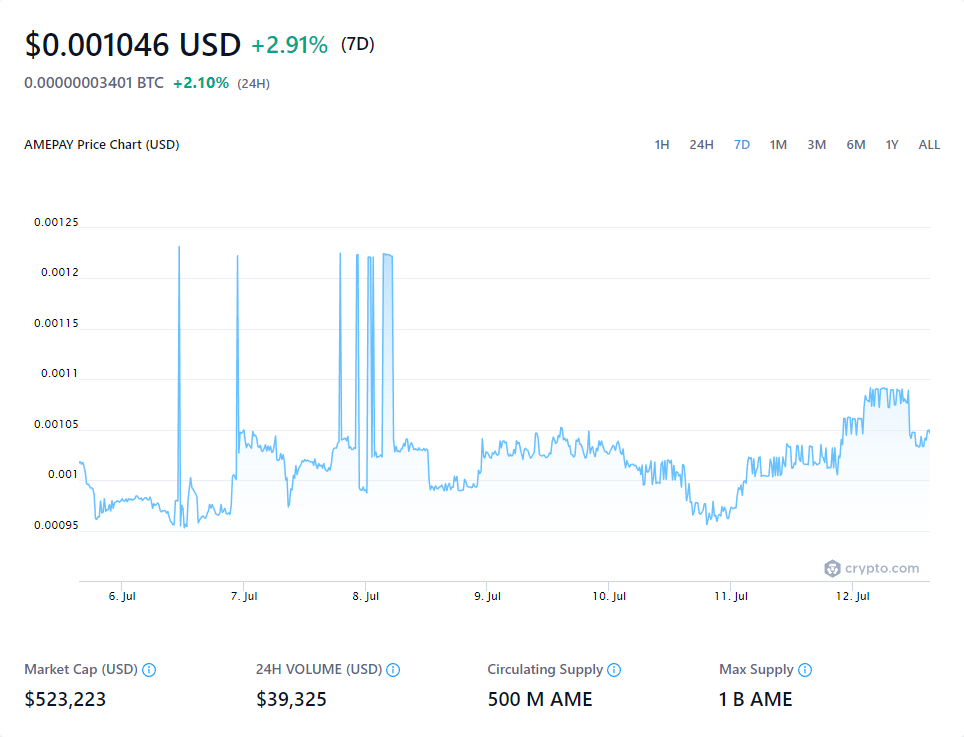 $0.001046 USD +2.91% (7D)
0.00000003401 BTC +2.10% (24H)
AMEPAY Price Chart (USD) 1H 24H 7D 1M 3M 6M 1Y ALL
0.00125
0.0012
0.00115
0.0011
0.00105
0.001
0.00095
crypto.com
6. Jul 7. Jul 8. Jul 9. Jul 10. Jul 11. Jul 12. Jul
Market Cap (USD) 24H VOLUME (USD) Circulating Supply Max Supply
$523,223 $39,325 500 M AME 1 B AME